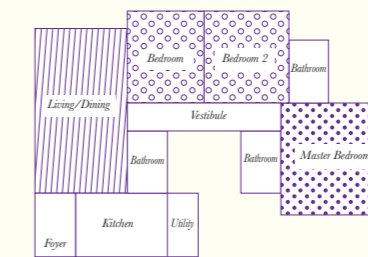 Bedroom
Bedroom 2
Bathroom
Living/Dining
Vestibule
Bathroom
Bathroom
Master Bedroom
Foyer
Kitchen
Utility